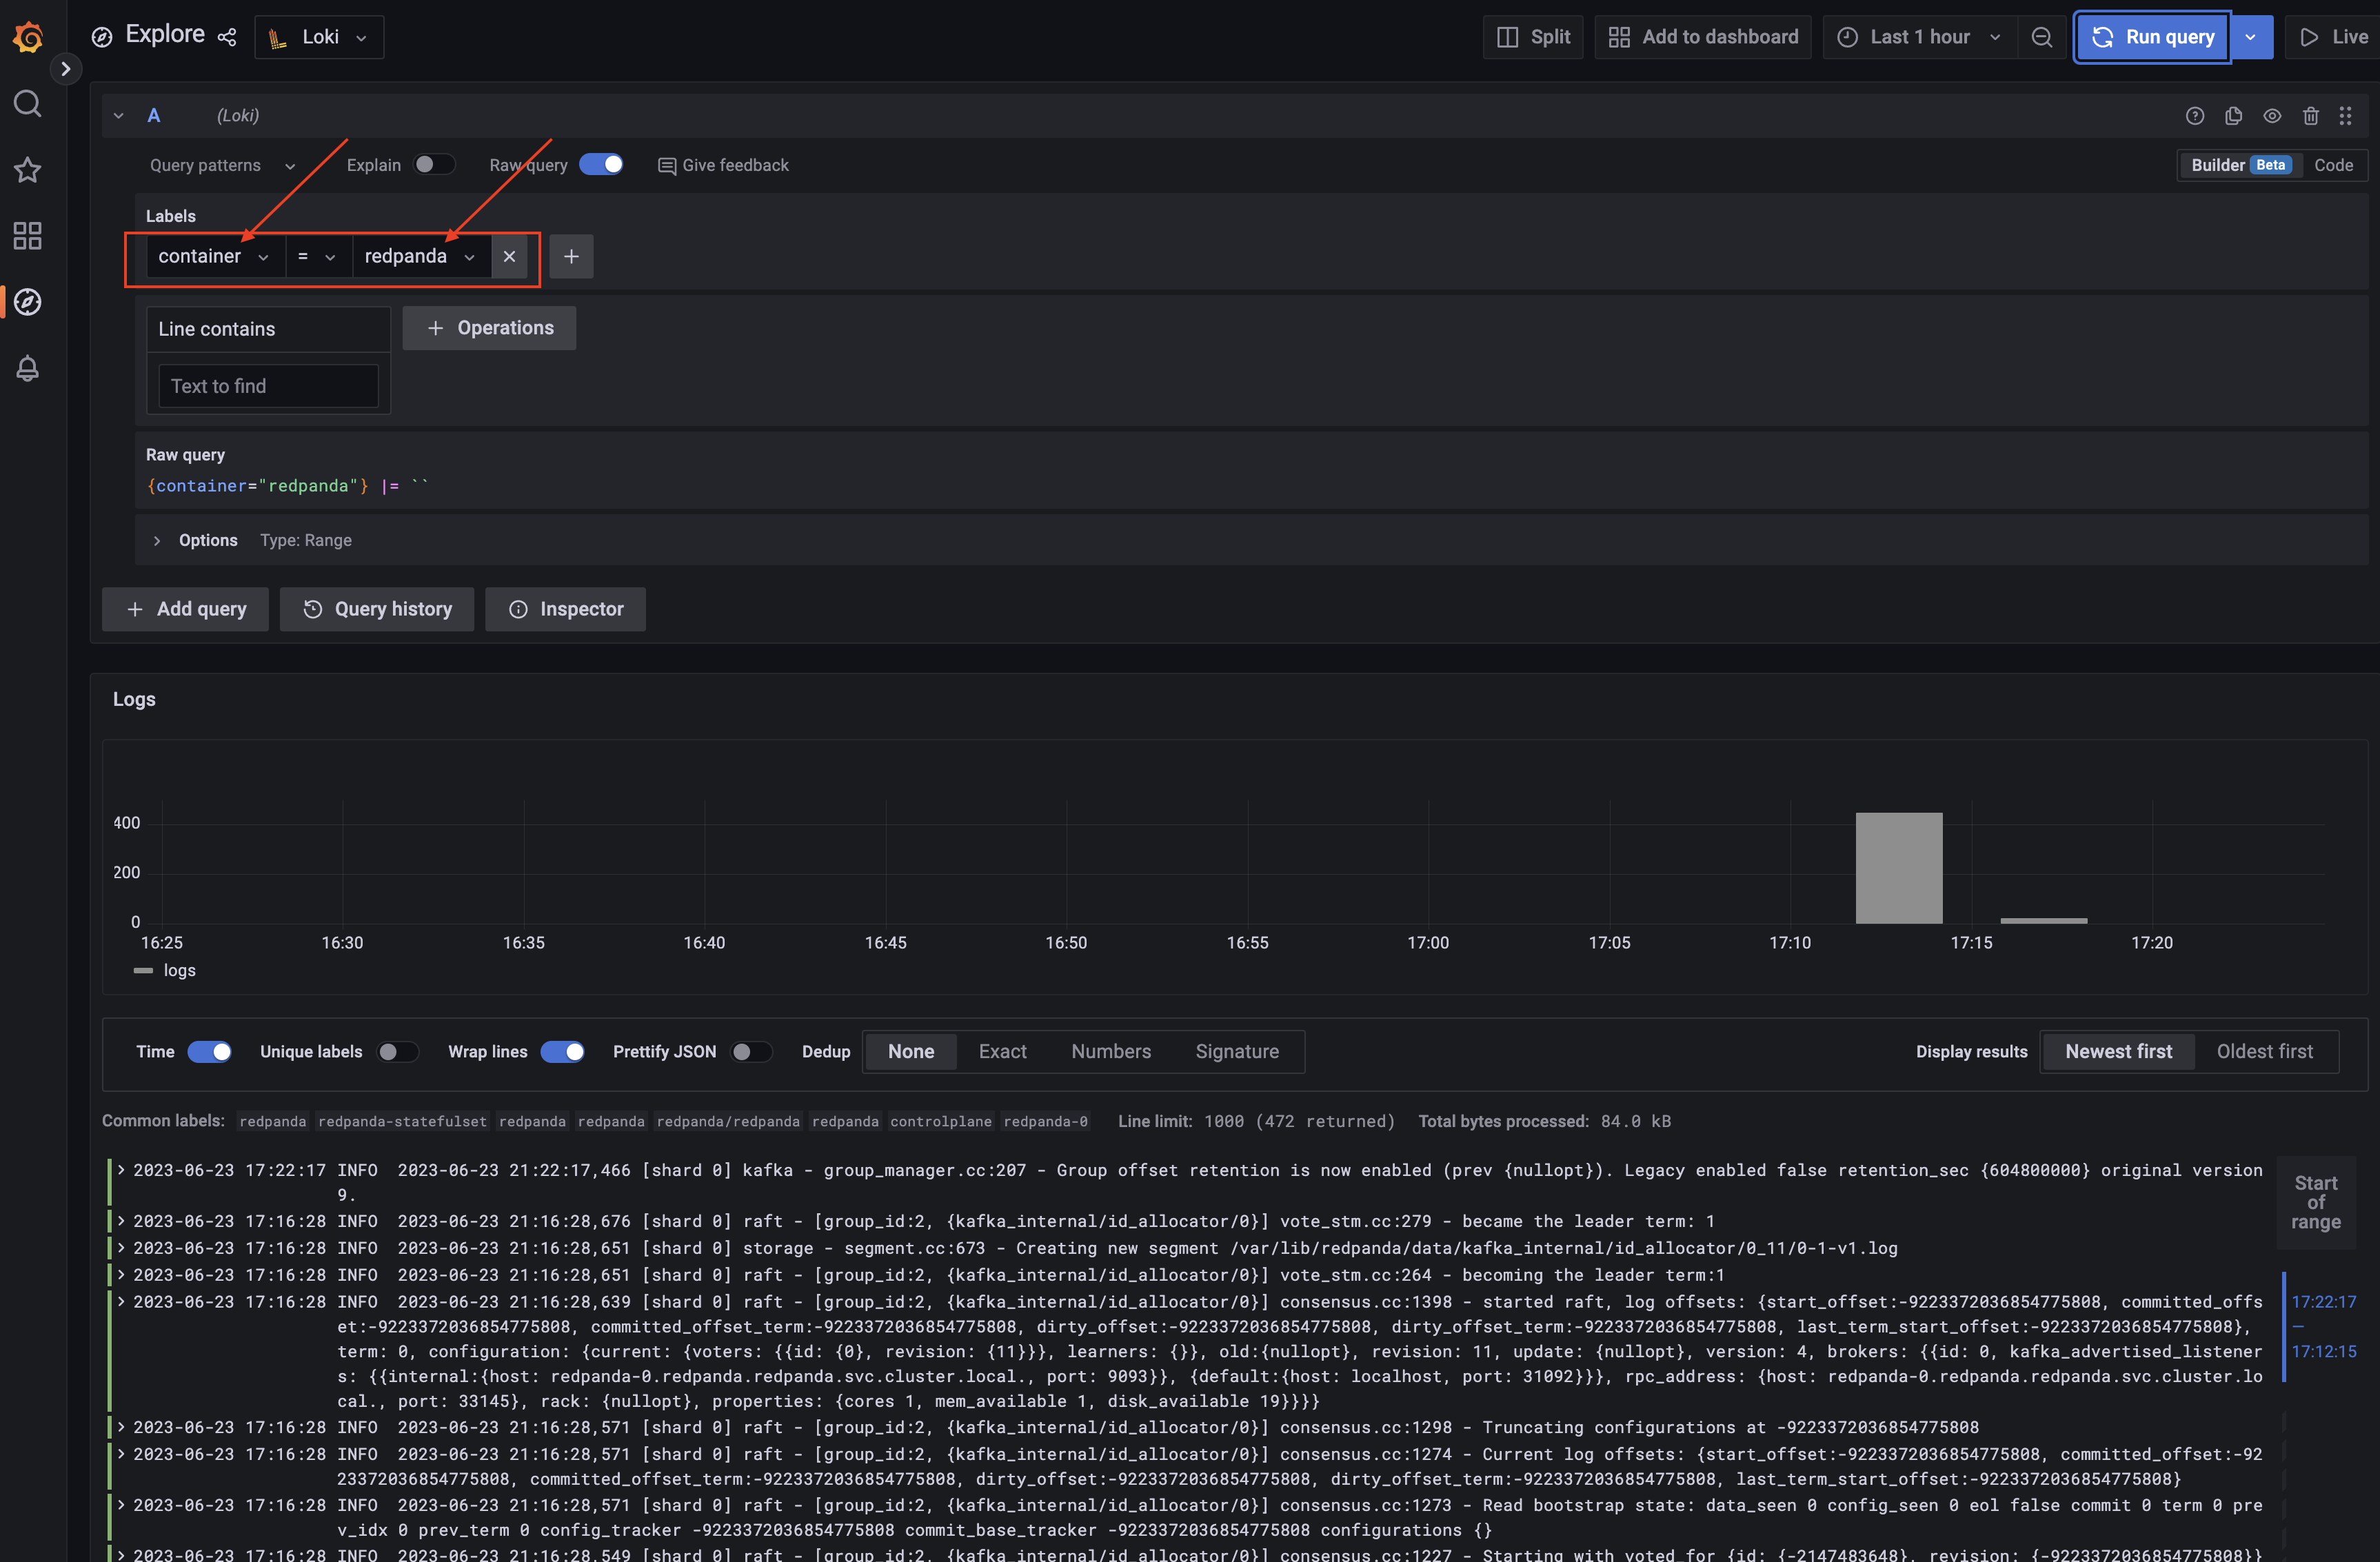 Explore
Loki
Split
Add to dashboard
Last 1 hour
Run query
Live
A (Loki)
Query patterns
Explain
Raw query
Give feedback
Builder Beta
Code
Labels
container = redpanda
Line contains
Operations
Text to find
Raw query
{container="redpanda"} |= ``
Options Type: Range
Add query
Query history
Inspector
Logs
400
200
0
16:25 16:30 16:35 16:40 16:45 16:50 16:55 17:00 17:05 17:10 17:15 17:20
logs
Time
Unique labels
Wrap lines
Prettify JSON
Dedup None Exact Numbers Signature
Display results Newest first Oldest first
Common labels: redpanda redpanda-statefulset redpanda redpanda redpanda/redpanda redpanda controlplane redpanda-0 Line limit: 1000 (472 returned) Total bytes processed: 84.0 kB
2023-06-23 17:22:17 INFO 2023-06-23 21:22:17,466 [shard 0] kafka - group_manager.cc:207 - Group offset retention is now enabled (prev {nullopt}). Legacy enabled false retention_sec {604800000} original version
9.
2023-06-23 17:16:28 INFO 2023-06-23 21:16:28,676 [shard 0] raft - [group_id:2, {kafka_internal/id_allocator/0}] vote_stm.cc:279 - became the leader term: 1
2023-06-23 17:16:28 INFO 2023-06-23 21:16:28,651 [shard 0] storage - segment.cc:673 - Creating new segment /var/lib/redpanda/data/kafka_internal/id_allocator/0_11/0-1-v1.log
2023-06-23 17:16:28 INFO 2023-06-23 21:16:28,651 [shard 0] raft - [group_id:2, {kafka_internal/id_allocator/0}] vote_stm.cc:264 - becoming the leader term:1
2023-06-23 17:16:28 INFO 2023-06-23 21:16:28,639 [shard 0] raft - [group_id:2, {kafka_internal/id_allocator/0}] consensus.cc:1398 - started raft, log offsets: {start_offset:-9223372036854775808, committed_offs
et:-9223372036854775808, committed_offset_term:-9223372036854775808, dirty_offset:-9223372036854775808, dirty_offset_term:-9223372036854775808, last_term_start_offset:-9223372036854775808},
term: 0, configuration: {current: {voters: {{id: {0}, revision: {11}}}, learners: {}}, old:{nullopt}, revision: 11, update: {nullopt}, version: 4, brokers: {{id: 0, kafka_advertised_listener
s: {{internal:{host: redpanda-0.redpanda.redpanda.svc.cluster.local., port: 9093}}, {default:{host: localhost, port: 31092}}}, rpc_address: {host: redpanda-0.redpanda.redpanda.svc.cluster.lo
cal., port: 33145}, rack: {nullopt}, properties: {cores 1, mem_available 1, disk_available 19}}}}
2023-06-23 17:16:28 INFO 2023-06-23 21:16:28,571 [shard 0] raft - [group_id:2, {kafka_internal/id_allocator/0}] consensus.cc:1298 - Truncating configurations at -9223372036854775808
2023-06-23 17:16:28 INFO 2023-06-23 21:16:28,571 [shard 0] raft - [group_id:2, {kafka_internal/id_allocator/0}] consensus.cc:1274 - Current log offsets: {start_offset:-9223372036854775808, committed_offset:-92
23372036854775808, committed_offset_term:-9223372036854775808, dirty_offset:-9223372036854775808, dirty_offset_term:-9223372036854775808, last_term_start_offset:-9223372036854775808}
2023-06-23 17:16:28 INFO 2023-06-23 21:16:28,571 [shard 0] raft - [group_id:2, {kafka_internal/id_allocator/0}] consensus.cc:1273 - Read bootstrap state: data_seen 0 config_seen 0 eol false commit 0 term 0 pre
v_idx 0 prev_term 0 config_tracker -9223372036854775808 commit_base_tracker -9223372036854775808 configurations {}
2023-06-23 17:16:28 INFO 2023-06-23 21:16:28,549 [shard 0] raft - [group_id:2, {kafka_internal/id_allocator/0}] consensus.cc:1227 - Starting with voted_for {id: {-2147483648}, revision: {-9223372036854775808}}
Start
of
range
17:22:17
—
17:12:15